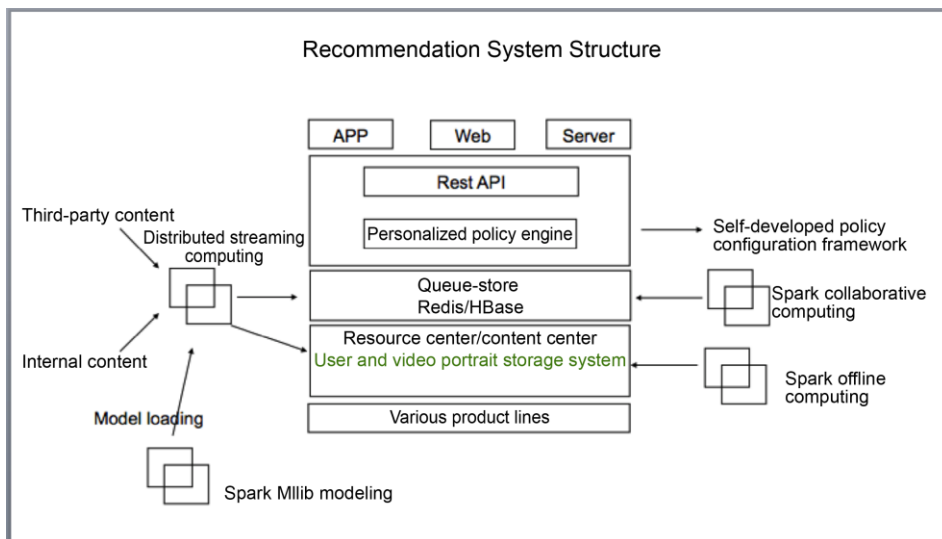 Recommendation System Structure
APP
Web
Server
Rest API
Personalized policy engine
Third-party content
Distributed streaming
computing
Self-developed policy
configuration framework
Queue-store
Redis/HBase
Spark collaborative
computing
Internal content
Resource center/content center
User and video portrait storage system
Spark offline
computing
Model loading
Various product lines
Spark Mllib modeling